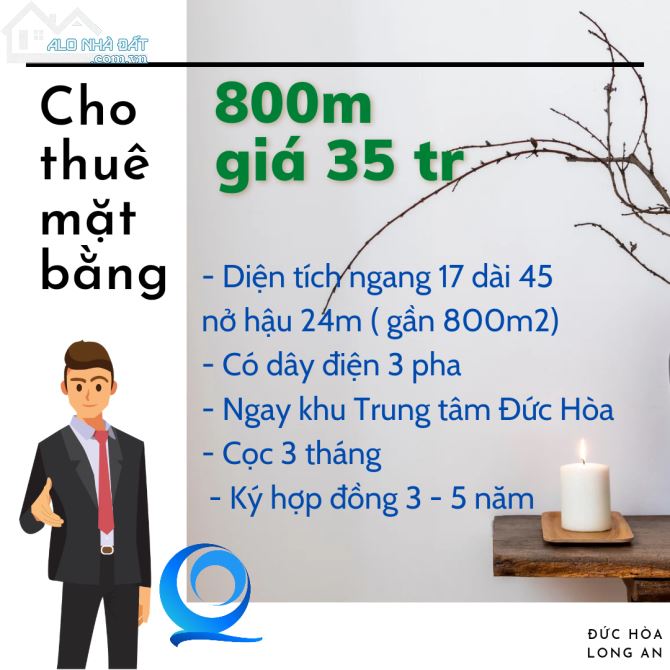 ALO NHÀ ĐẤT
.com.vn
Cho
thuê
mặt
bằng
800m
giá 35 tr
- Diện tích ngang 17 dài 45
nở hậu 24m ( gần 800m2)
- Có dây điện 3 pha
- Ngay khu Trung tâm Đức Hòa
- Cọc 3 tháng
- Ký hợp đồng 3 - 5 năm
ĐỨC HÒA
LONG AN